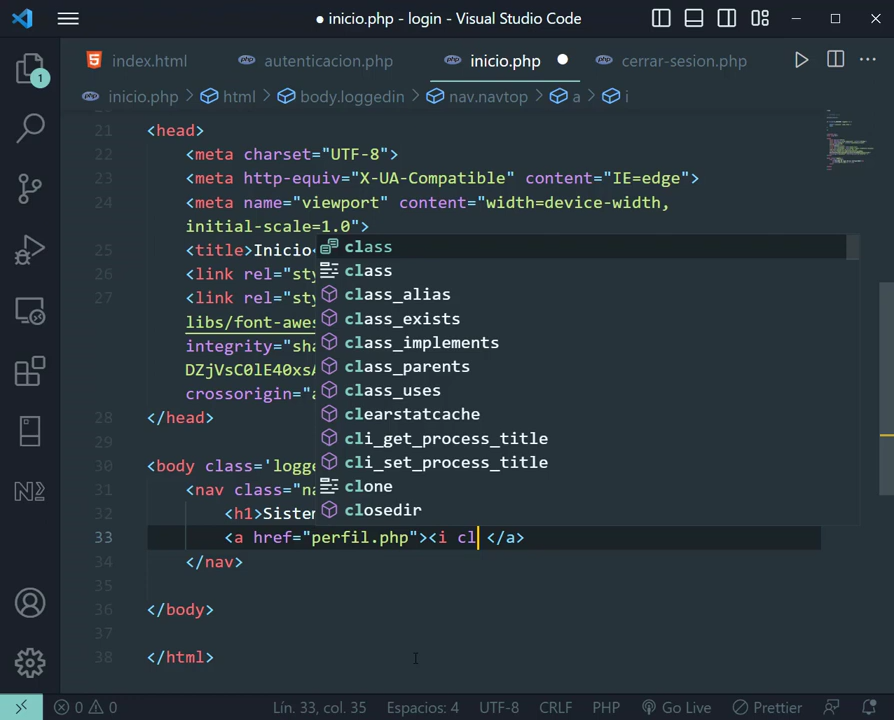 ● inicio.php - login - Visual Studio Code
index.html
autenticacion.php
inicio.php
cerrar-sesion.php
1
inicio.php > html > body.loggedin > nav.navtop > a > i
21 <head>
22 <meta charset="UTF-8">
23 <meta http-equiv="X-UA-Compatible" content="IE=edge">
24 <meta name="viewport" content="width=device-width,
initial-scale=1.0">
25 <title>Inicio<
26 <link rel="sty
27 <link rel="sty
libs/font-awes
integrity="sha
DZjVsC0lE40xsA
crossorigin="a
28 </head>
29
30 <body class='logge
31 <nav class="na
32 <h1>Sistem
33 <a href="perfil.php"><i cl </a>
34 </nav>
35
36 </body>
37
38 </html>
class
class
class_alias
class_exists
class_implements
class_parents
class_uses
clearstatcache
cli_get_process_title
cli_set_process_title
clone
closedir
0 0 Lín. 33, col. 35 Espacios: 4 UTF-8 CRLF PHP Go Live Prettier